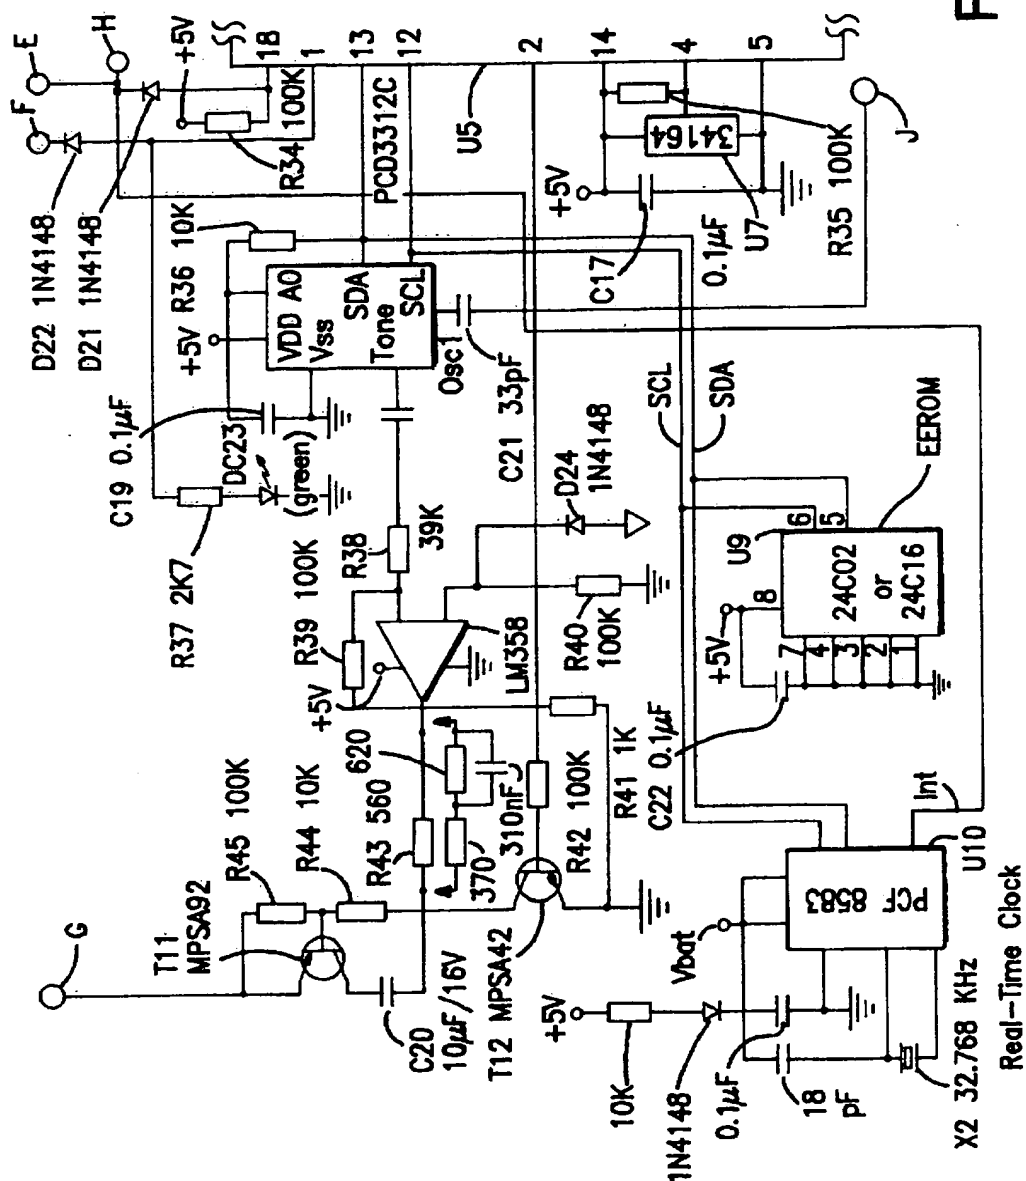 F
E
H
F
+5V
18
1
13
12
2
14
4
5
D22 1N4148
D21 1N4148
R34 100K
PCD3312C
U5
R36 10K
+5V
VDD A0
Vss
SDA
Tone
SCL
Osc1
C19 0.1µF
DC23
(green)
R37 2K7
33pF
C21
+5V
34164
C17
0.1µF
U7
R35 100K
J
R39 100K
R38
39K
LM358
+5V
D24
1N4148
R40
100K
SCL
SDA
EEROM
U9
6
5
8
24C02
or
24C16
+5V
7
4
3
2
1
C22 0.1µF
R41 1K
R42 100K
620
310nF
370
R43 560
R44 10K
R45 100K
G
T11
MPSA92
C20
10µF/16V
T12 MPSA42
+5V
10K
1N4148
0.1µF
18
pF
X2 32.768 KHz
Vbat
PCF
8583
U10
Int
Real-Time Clock